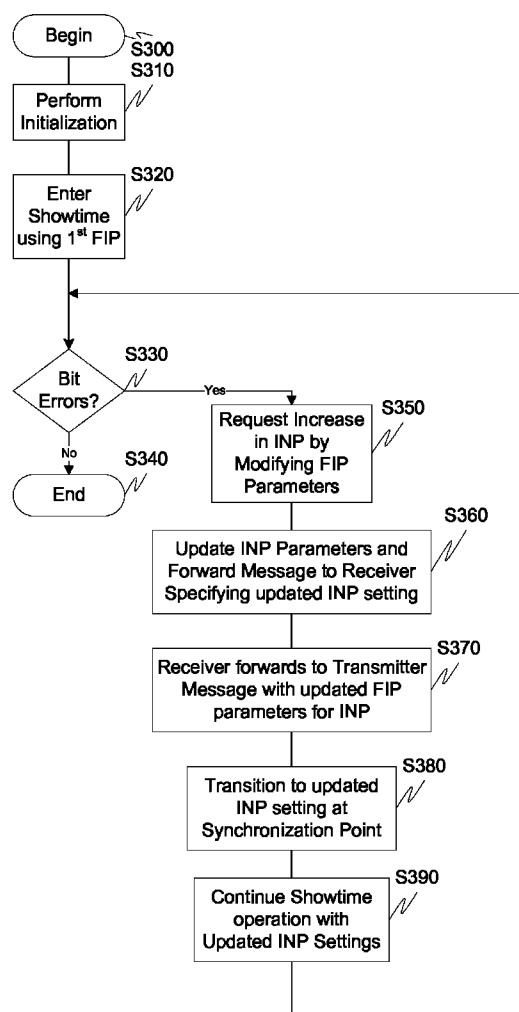 Begin
S300
S310
Perform
Initialization
S320
Enter
Showtime
using 1st FIP
S330
Bit
Errors?
Yes
No
S340
End
S350
Request Increase
in INP by
Modifying FIP
Parameters
S360
Update INP Parameters and
Forward Message to Receiver
Specifying updated INP setting
S370
Receiver forwards to Transmitter
Message with updated FIP
parameters for INP
S380
Transition to updated
INP setting at
Synchronization Point
S390
Continue Showtime
operation with
Updated INP Settings